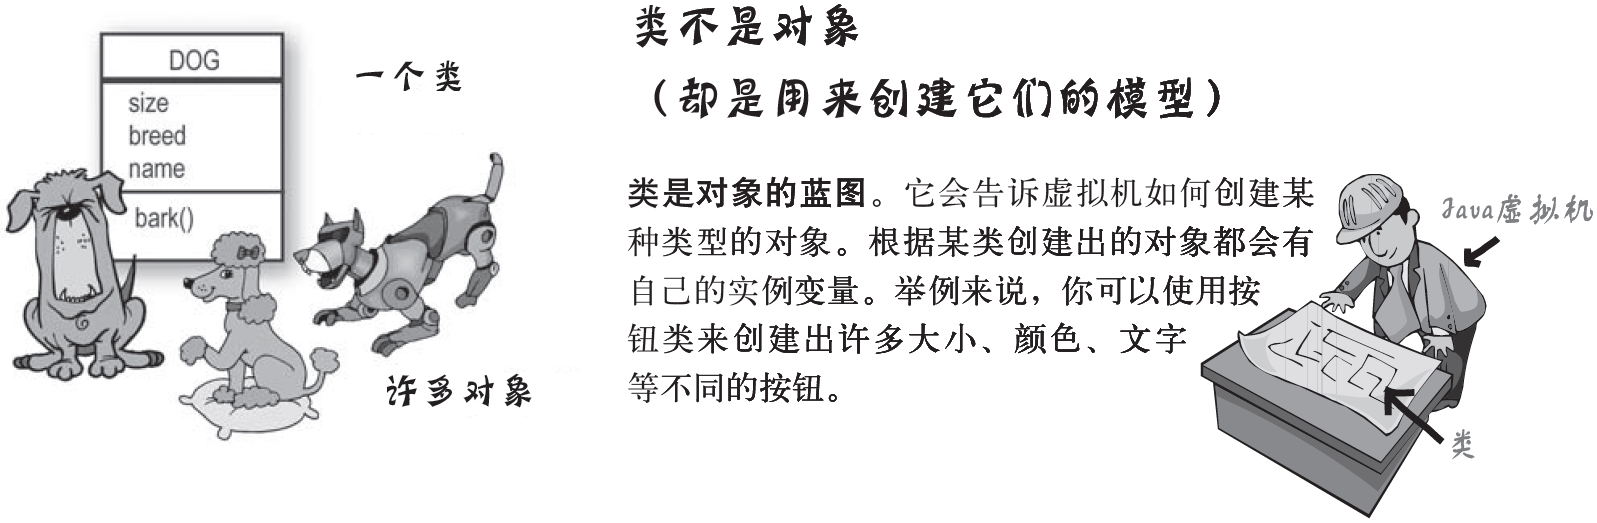 DOG
size
breed
name
bark()
一个类
许多对象
类不是对象
（却是用来创建它们的模型）
类是对象的蓝图。它会告诉虚拟机如何创建某
种类型的对象。根据某类创建出的对象都会有
自己的实例变量。举例来说，你可以使用按
钮类来创建出许多大小、颜色、文字
等不同的按钮。
Java虚拟机
类